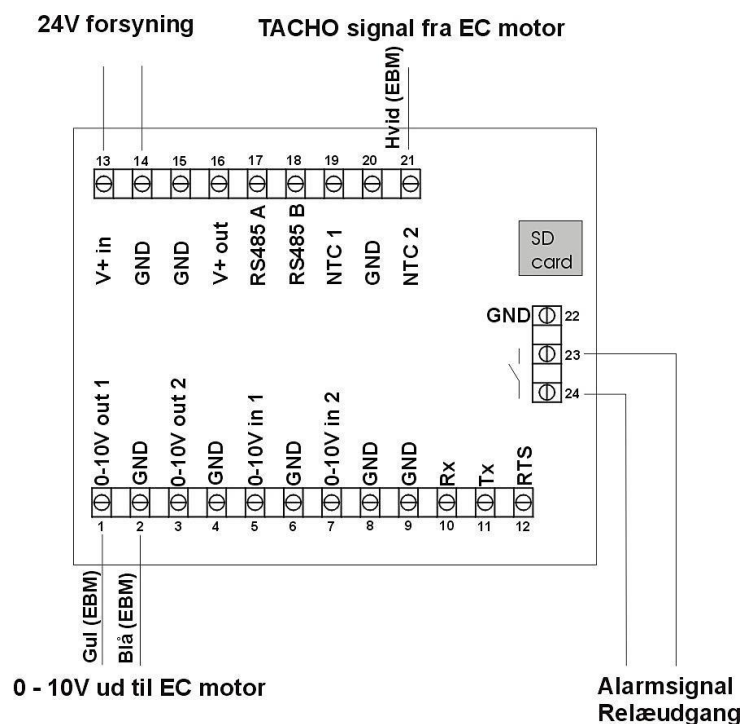 24V forsyning
TACHO signal fra EC motor
Hvid (EBM)
13 14 15 16 17 18 19 20 21
V+ in
GND
GND
V+ out
RS485 A
RS485 B
NTC 1
GND
NTC 2
SD
card
GND 22
23
24
0-10V out 1
GND
0-10V out 2
GND
0-10V in 1
GND
0-10V in 2
GND
GND
Rx
Tx
RTS
1 2 3 4 5 6 7 8 9 10 11 12
Gul (EBM)
Blå (EBM)
0 - 10V ud til EC motor
Alarmsignal
Relæudgang